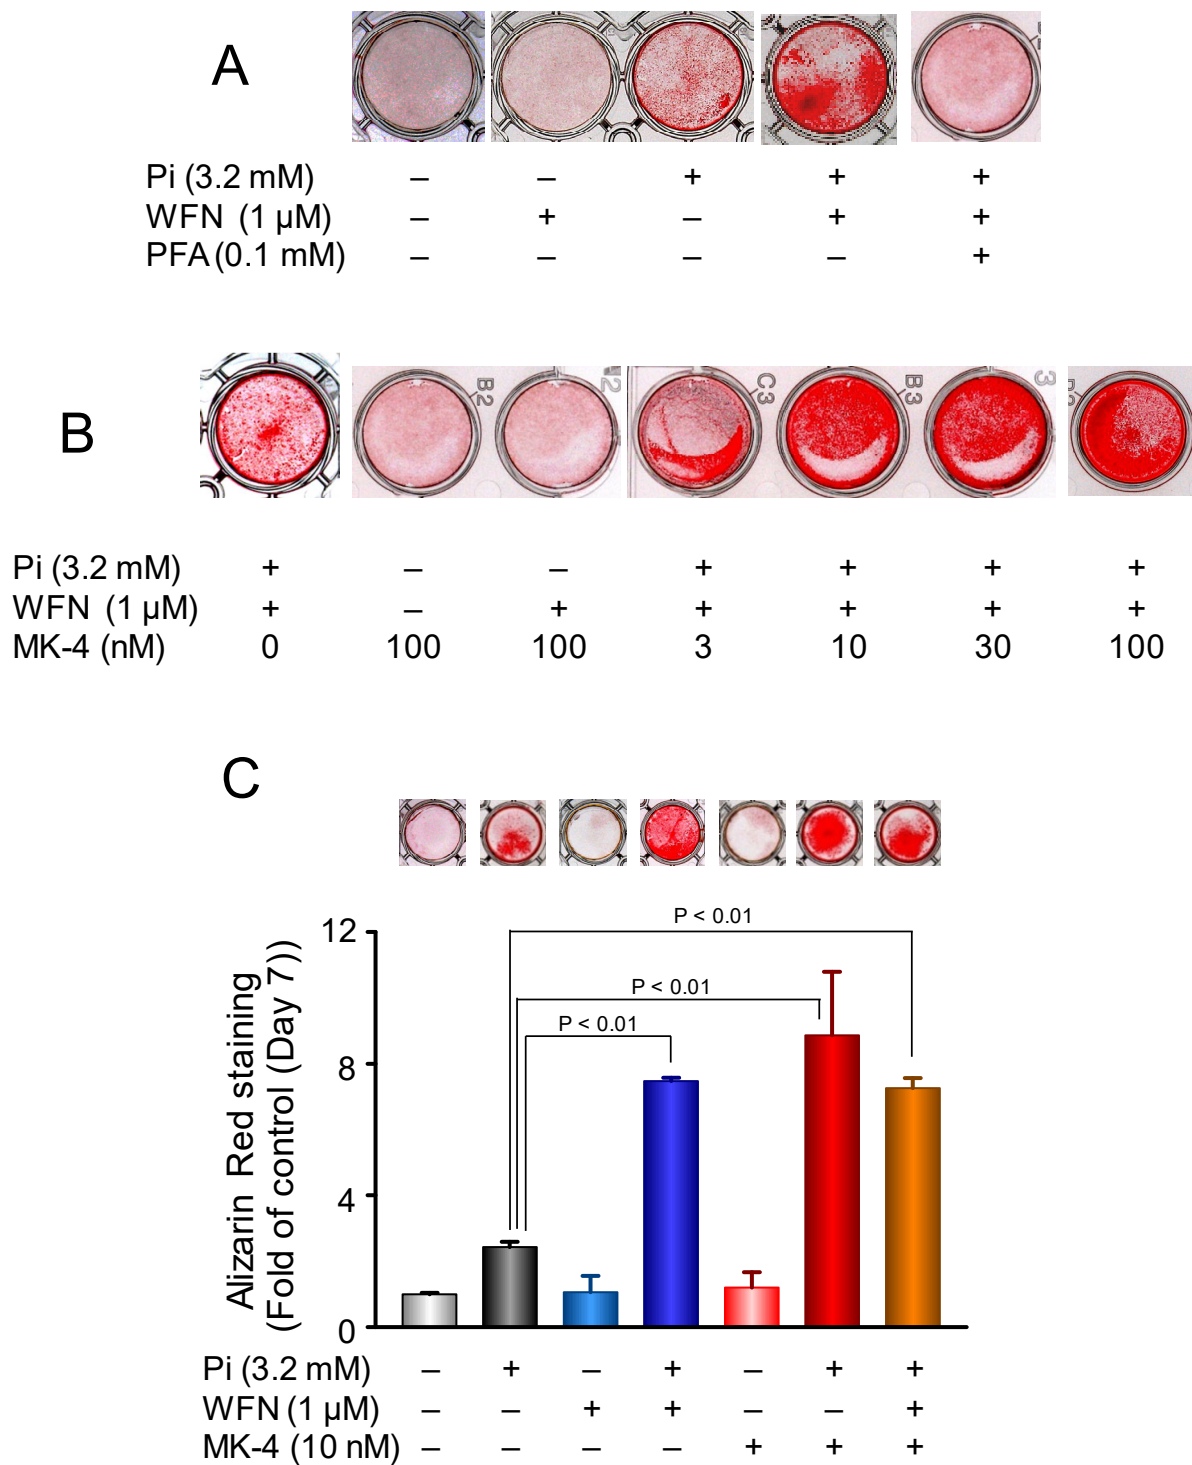 A
Pi (3.2 mM) – – + + +
WFN (1 µM) – + – + +
PFA (0.1 mM) – – – – +
B
B2
C3
B3
3
Pi (3.2 mM) + – – + + + +
WFN (1 µM) + – + + + + +
MK-4 (nM) 0 100 100 3 10 30 100
C
P < 0.01
P < 0.01
P < 0.01
12
8
4
0
Alizarin Red staining
(Fold of control (Day 7))
Pi (3.2 mM) – + – + – + +
WFN (1 µM) – – + + – – +
MK-4 (10 nM) – – – – + + +